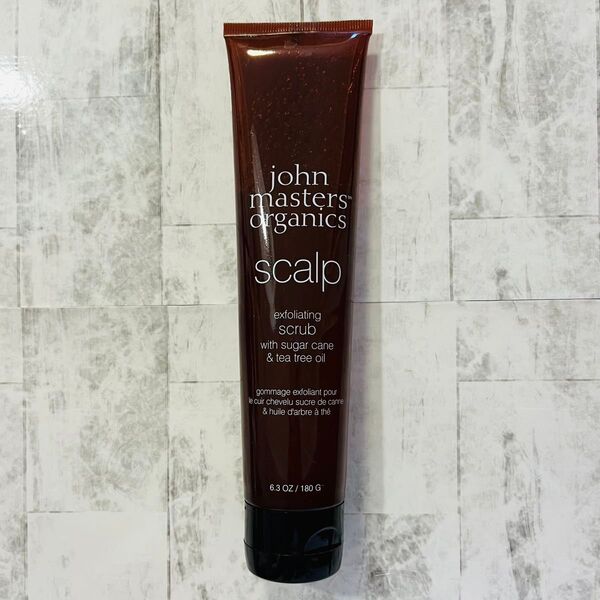 john
masters™
organics
scalp
exfoliating
scrub
with sugar cane
& tea tree oil
gommage exfoliant pour
le cuir chevelu sucre de canne
& huile d'arbre à thé
6.3 OZ / 180 G